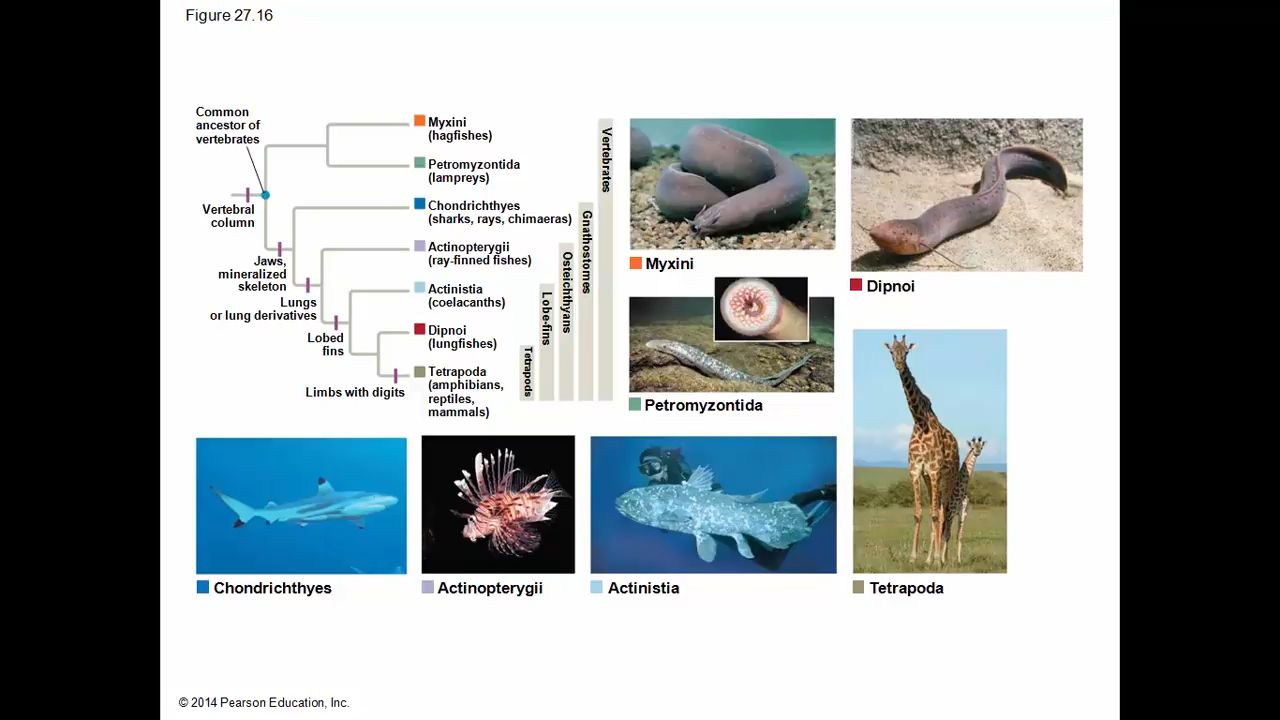 Figure 27.16
Common
ancestor of
vertebrates
Myxini
(hagfishes)
Petromyzontida
(lampreys)
Vertebral
column
Chondrichthyes
(sharks, rays, chimaeras)
Jaws,
mineralized
skeleton
Actinopterygii
(ray-finned fishes)
Lungs
or lung derivatives
Actinistia
(coelacanths)
Lobed
fins
Dipnoi
(lungfishes)
Limbs with digits
Tetrapoda
(amphibians,
reptiles,
mammals)
Tetrapods
Lobe-fins
Osteichthyans
Gnathostomes
Vertebrates
Myxini
Dipnoi
Petromyzontida
Chondrichthyes
Actinopterygii
Actinistia
Tetrapoda
© 2014 Pearson Education, Inc.